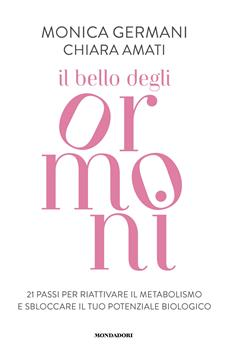 MONICA GERMANI
CHIARA AMATI
il bello degli
or
mo
ni
21 PASSI PER RIATTIVARE IL METABOLISMO
E SBLOCCARE IL TUO POTENZIALE BIOLOGICO
MONDADORI